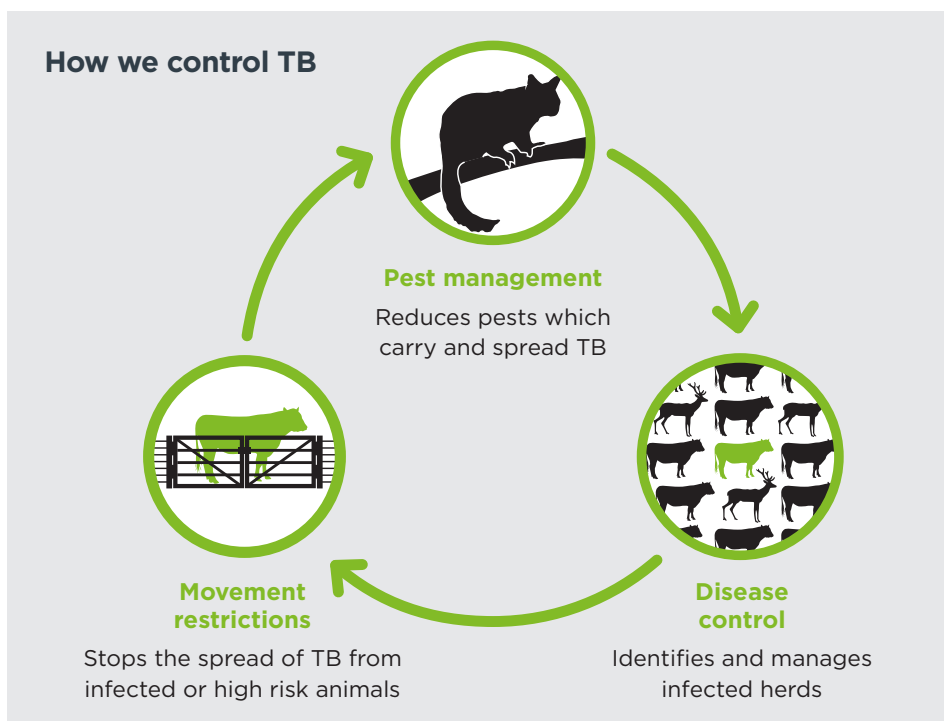 How we control TB
Pest management
Reduces pests which
carry and spread TB
Movement
restrictions
Stops the spread of TB from
infected or high risk animals
Disease
control
Identifies and manages
infected herds